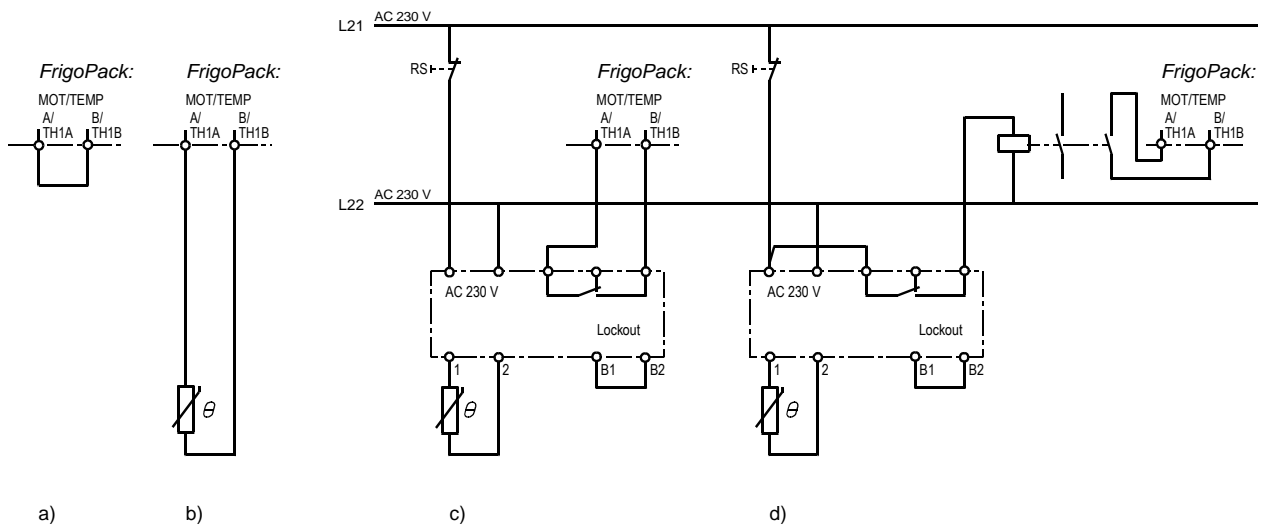 AC 230 V
L21
FrigoPack:
MOT/TEMP
A/ B/
TH1A TH1B
FrigoPack:
MOT/TEMP
A/ B/
TH1A TH1B
RS
FrigoPack:
MOT/TEMP
A/ B/
TH1A TH1B
RS
FrigoPack:
MOT/TEMP
A/ B/
TH1A TH1B
AC 230 V
L22
AC 230 V
Lockout
1 2 B1 B2
θ
AC 230 V
Lockout
1 2 B1 B2
θ
θ
a) b) c) d)